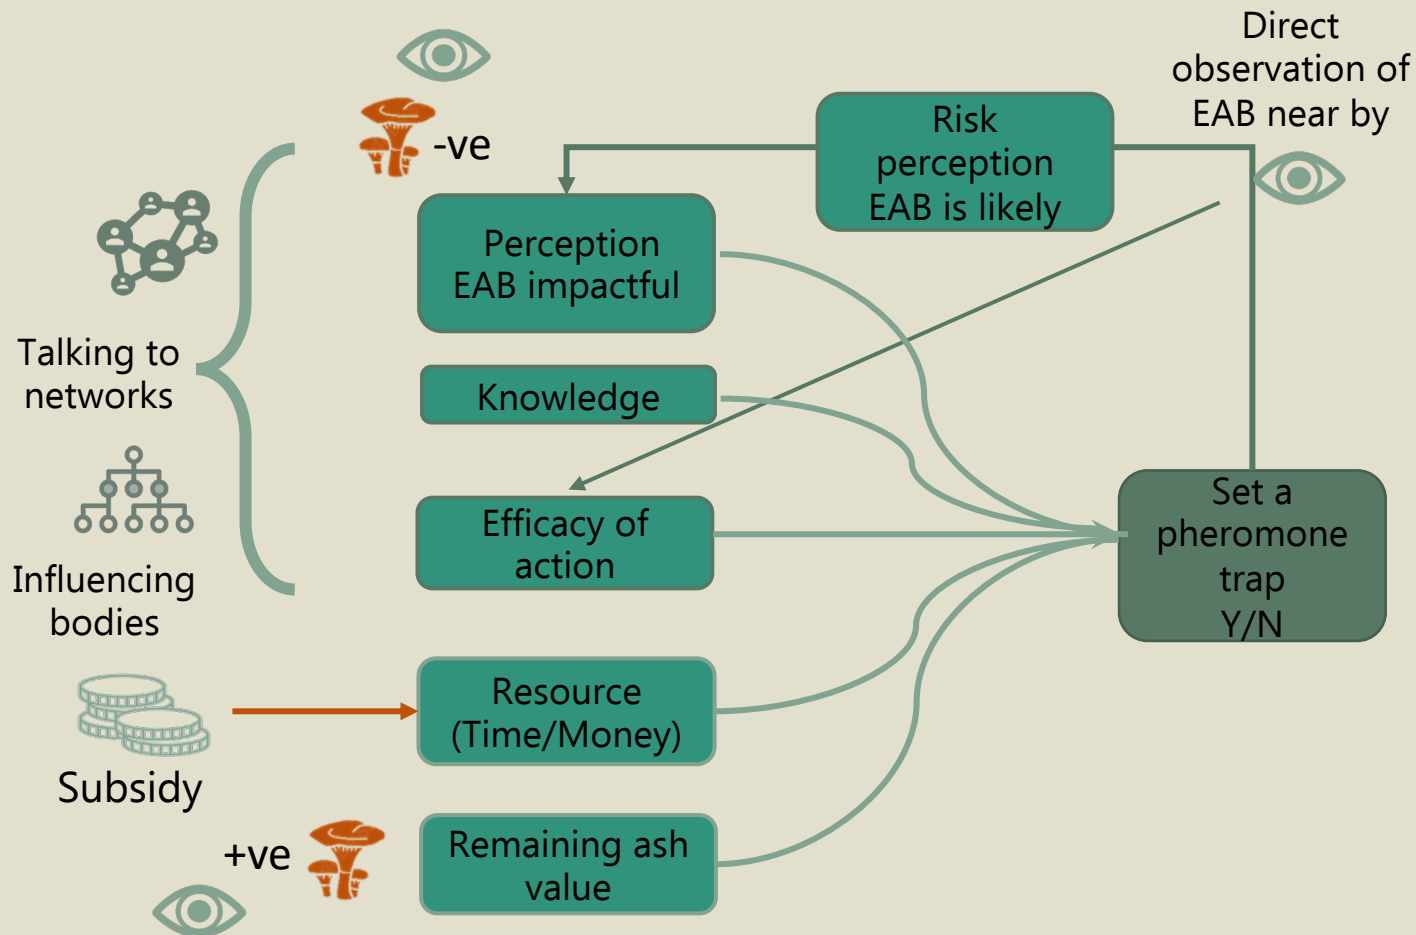 Direct
observation of
EAB near by
-ve
Risk
perception
EAB is likely
Perception
EAB impactful
Talking to
networks
Knowledge
Efficacy of
action
Set a
pheromone
trap
Y/N
Influencing
bodies
Resource
(Time/Money)
Subsidy
+ve
Remaining ash
value